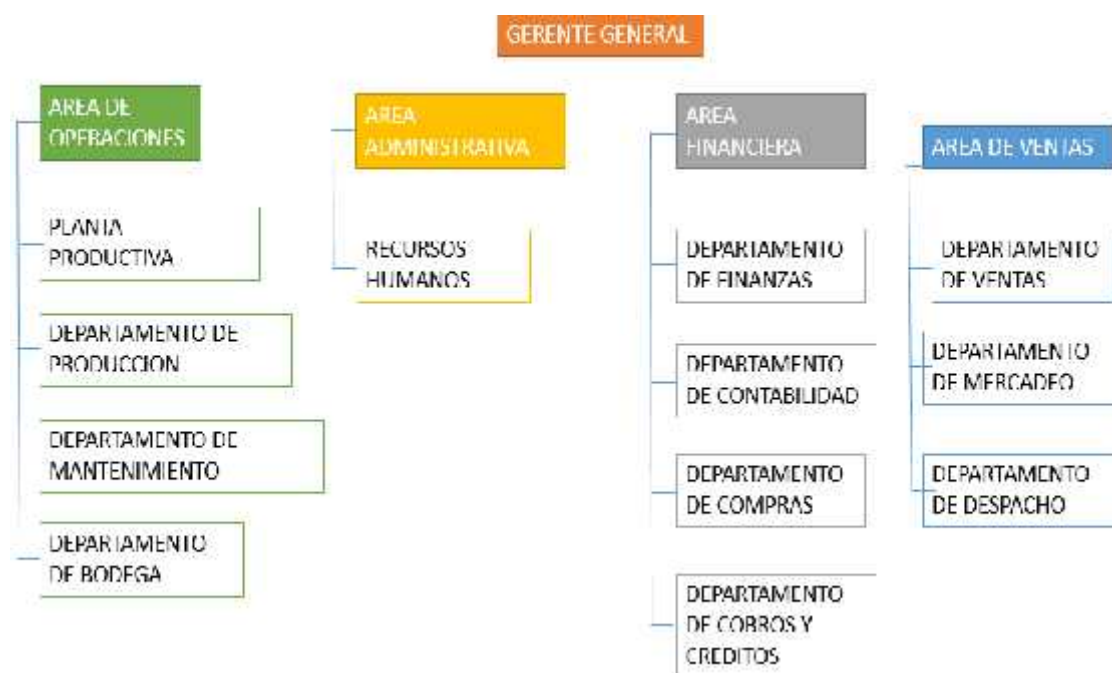 GERENTE GENERAL
AREA DE
OPERACIONES
PLANTA
PRODUCTIVA
DEPARTAMENTO DE
PRODUCCION
DEPARTAMENTO DE
MANTENIMIENTO
DEPARTAMENTO
DE BODEGA
AREA
ADMINISTRATIVA
RECURSOS
HUMANOS
AREA
FINANCIERA
DEPARTAMENTO
DE FINANZAS
DEPARTAMENTO
DE CONTABILIDAD
DEPARTAMENTO
DE COMPRAS
DEPARTAMENTO
DE COBROS Y
CREDITOS
AREA DE VENTAS
DEPARTAMENTO
DE VENTAS
DEPARTAMENTO
DE MERCADEO
DEPARTAMENTO
DE DESPACHO